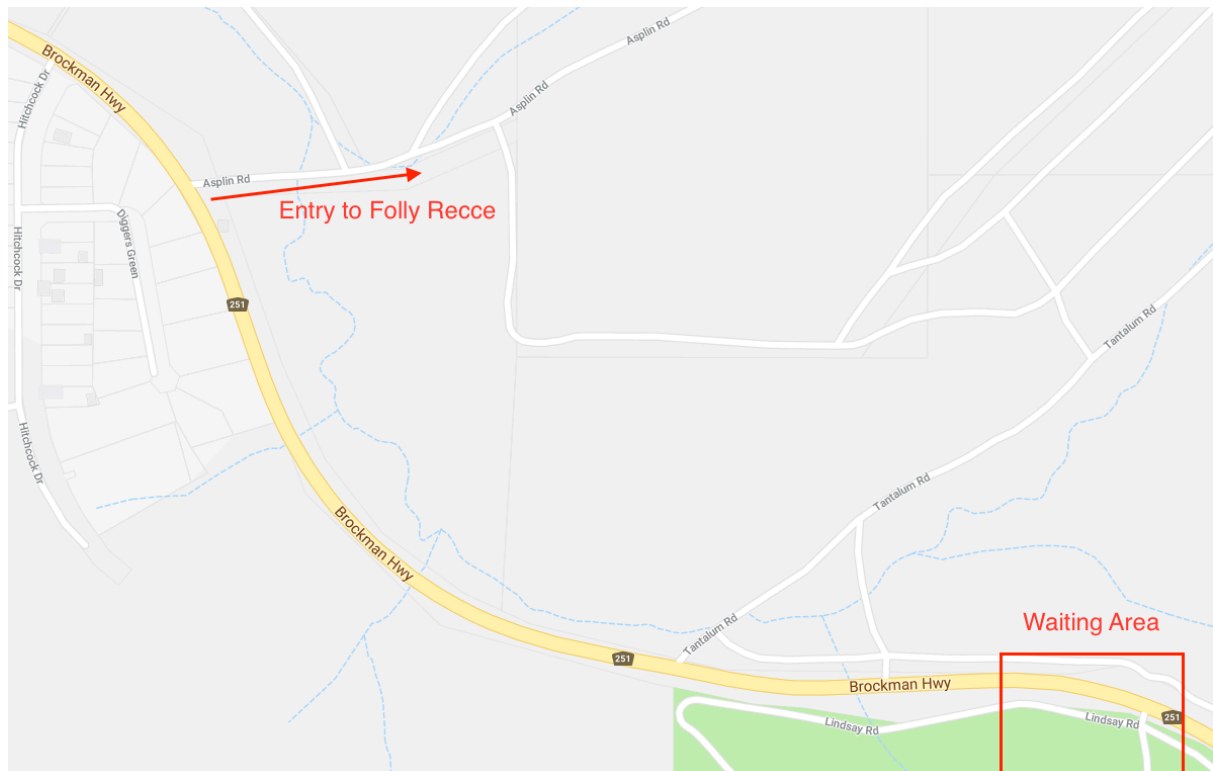 Asplin Rd
Brockman Hwy
Hitchcock Dr
Asplin Rd
Asplin Rd
Entry to Folly Recce
Diggers Green
Hitchcock Dr
251
Tantalum Rd
Hitchcock Dr
Tantalum Rd
Brockman Hwy
Waiting Area
Tantalum Rd
251
Brockman Hwy
Lindsay Rd
Lindsay Rd
251